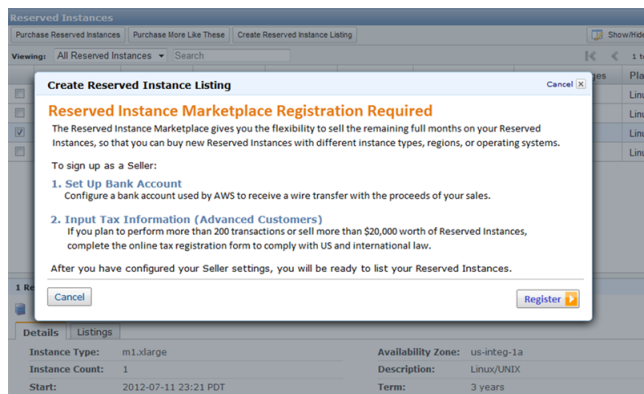 Reserved Instances
Purchase Reserved Instances Purchase More Like These Create Reserved Instance Listing Show/Hide
Viewing: All Reserved Instances Search 1 to
Create Reserved Instance Listing Cancel
Reserved Instance Marketplace Registration Required
The Reserved Instance Marketplace gives you the flexibility to sell the remaining full months on your Reserved
Instances, so that you can buy new Reserved Instances with different instance types, regions, or operating systems.
To sign up as a Seller:
1. Set Up Bank Account
Configure a bank account used by AWS to receive a wire transfer with the proceeds of your sales.
2. Input Tax Information (Advanced Customers)
If you plan to perform more than 200 transactions or sell more than $20,000 worth of Reserved Instances,
complete the online tax registration form to comply with US and international law.
After you have configured your Seller settings, you will be ready to list your Reserved Instances.
Cancel Register
ges Pla
Linu
Linu
Linu
Linu
1 Re
Details Listings
Instance Type: m1.xlarge Availability Zone: us-integ-1a
Instance Count: 1 Description: Linux/UNIX
Start: 2012-07-11 23:21 PDT Term: 3 years